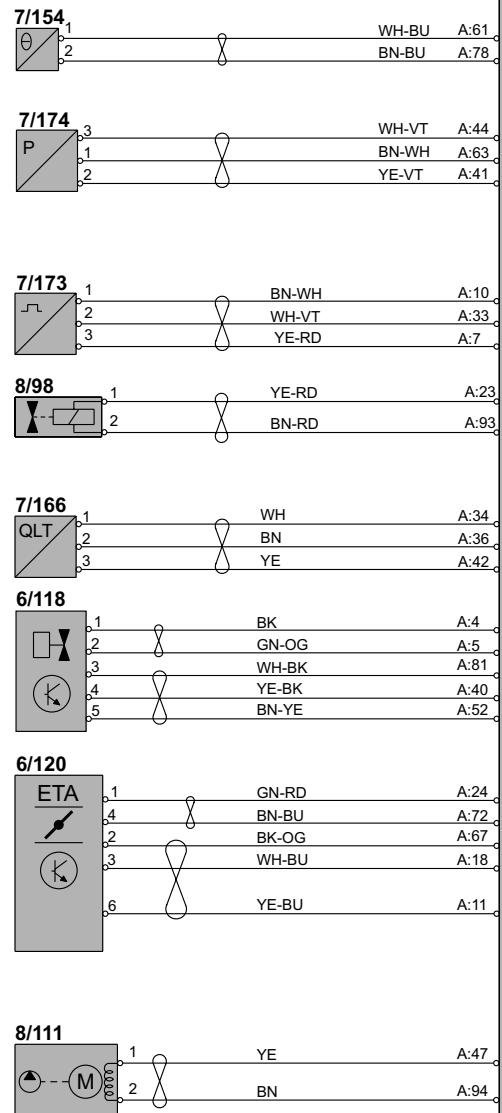 7/154
θ
1 WH-BU A:61
2 BN-BU A:78
7/174
P
3 WH-VT A:44
1 BN-WH A:63
2 YE-VT A:41
7/173
1 BN-WH A:10
2 WH-VT A:33
3 YE-RD A:7
8/98
1 YE-RD A:23
2 BN-RD A:93
7/166
QLT
1 WH A:34
2 BN A:36
3 YE A:42
6/118
1 BK A:4
2 GN-OG A:5
3 WH-BK A:81
4 YE-BK A:40
5 BN-YE A:52
6/120
ETA
1 GN-RD A:24
4 BN-BU A:72
2 BK-OG A:67
3 WH-BU A:18
6 YE-BU A:11
8/111
M
1 YE A:47
2 BN A:94